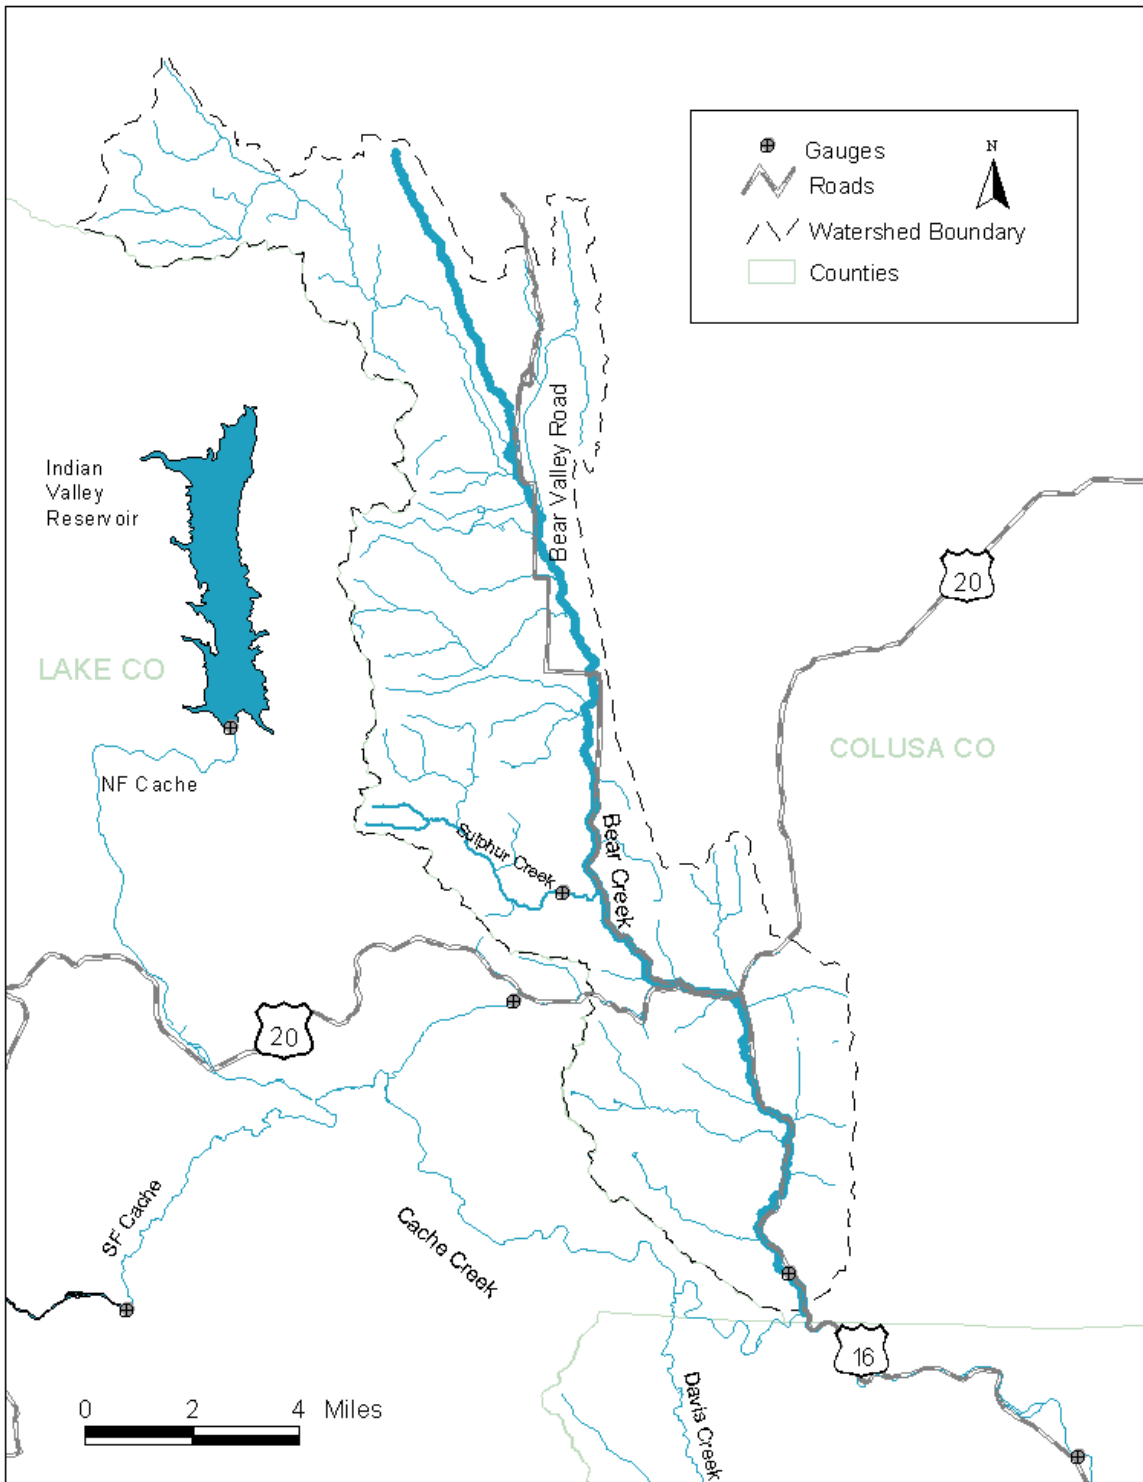 N
Gauges
Roads
Watershed Boundary
Counties
Bear Valley Road
Indian
Valley
Reservoir
20
LAKE CO
COLUSA CO
NF Cache
Sulphur Creek
Bear Creek
20
SF Cache
Cache Creek
16
Davis Creek
0 2 4 Miles